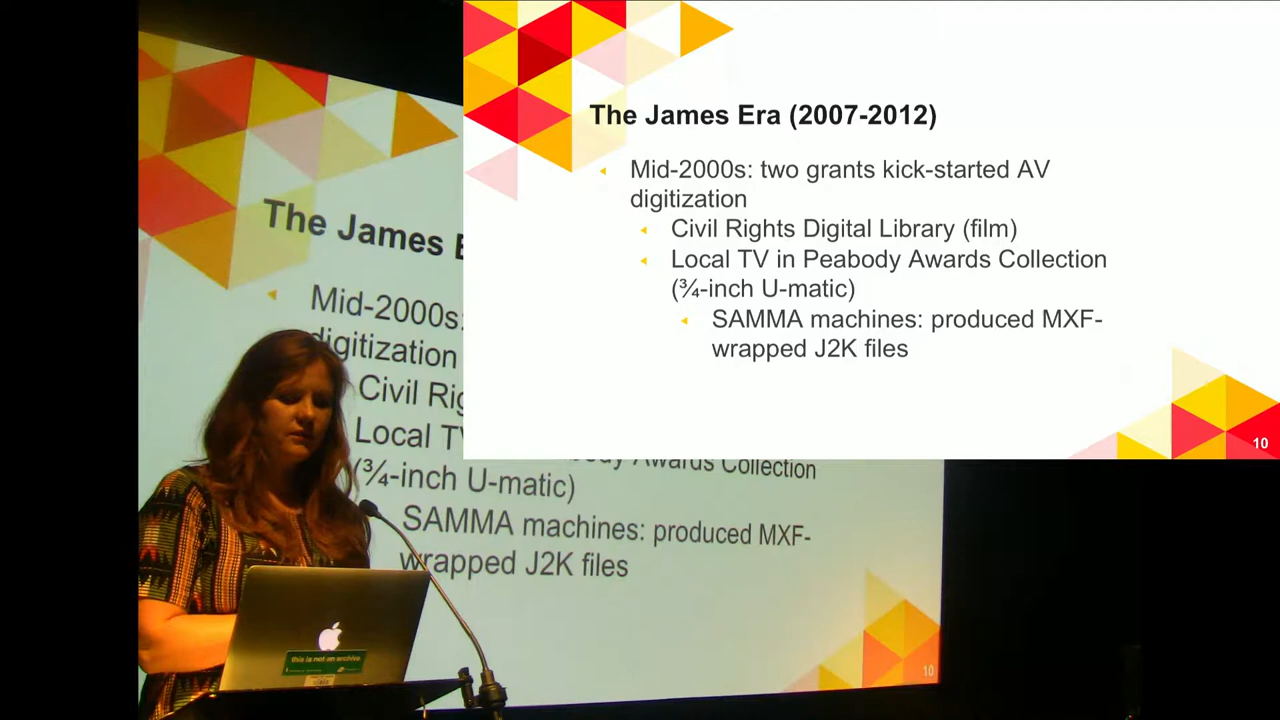 The James Era (2007-2012)
Mid-2000s: two grants kick-started AV
digitization
Civil Rights Digital Library (film)
Local TV in Peabody Awards Collection
(¾-inch U-matic)
SAMMA machines: produced MXF-
wrapped J2K files
10
The James
Mid-2000s:
digitization
Civil Rig
Local TV
Awards Collection
(¾-inch U-matic)
SAMMA machines: produced MXF-
wrapped J2K files
10
this is not an archive